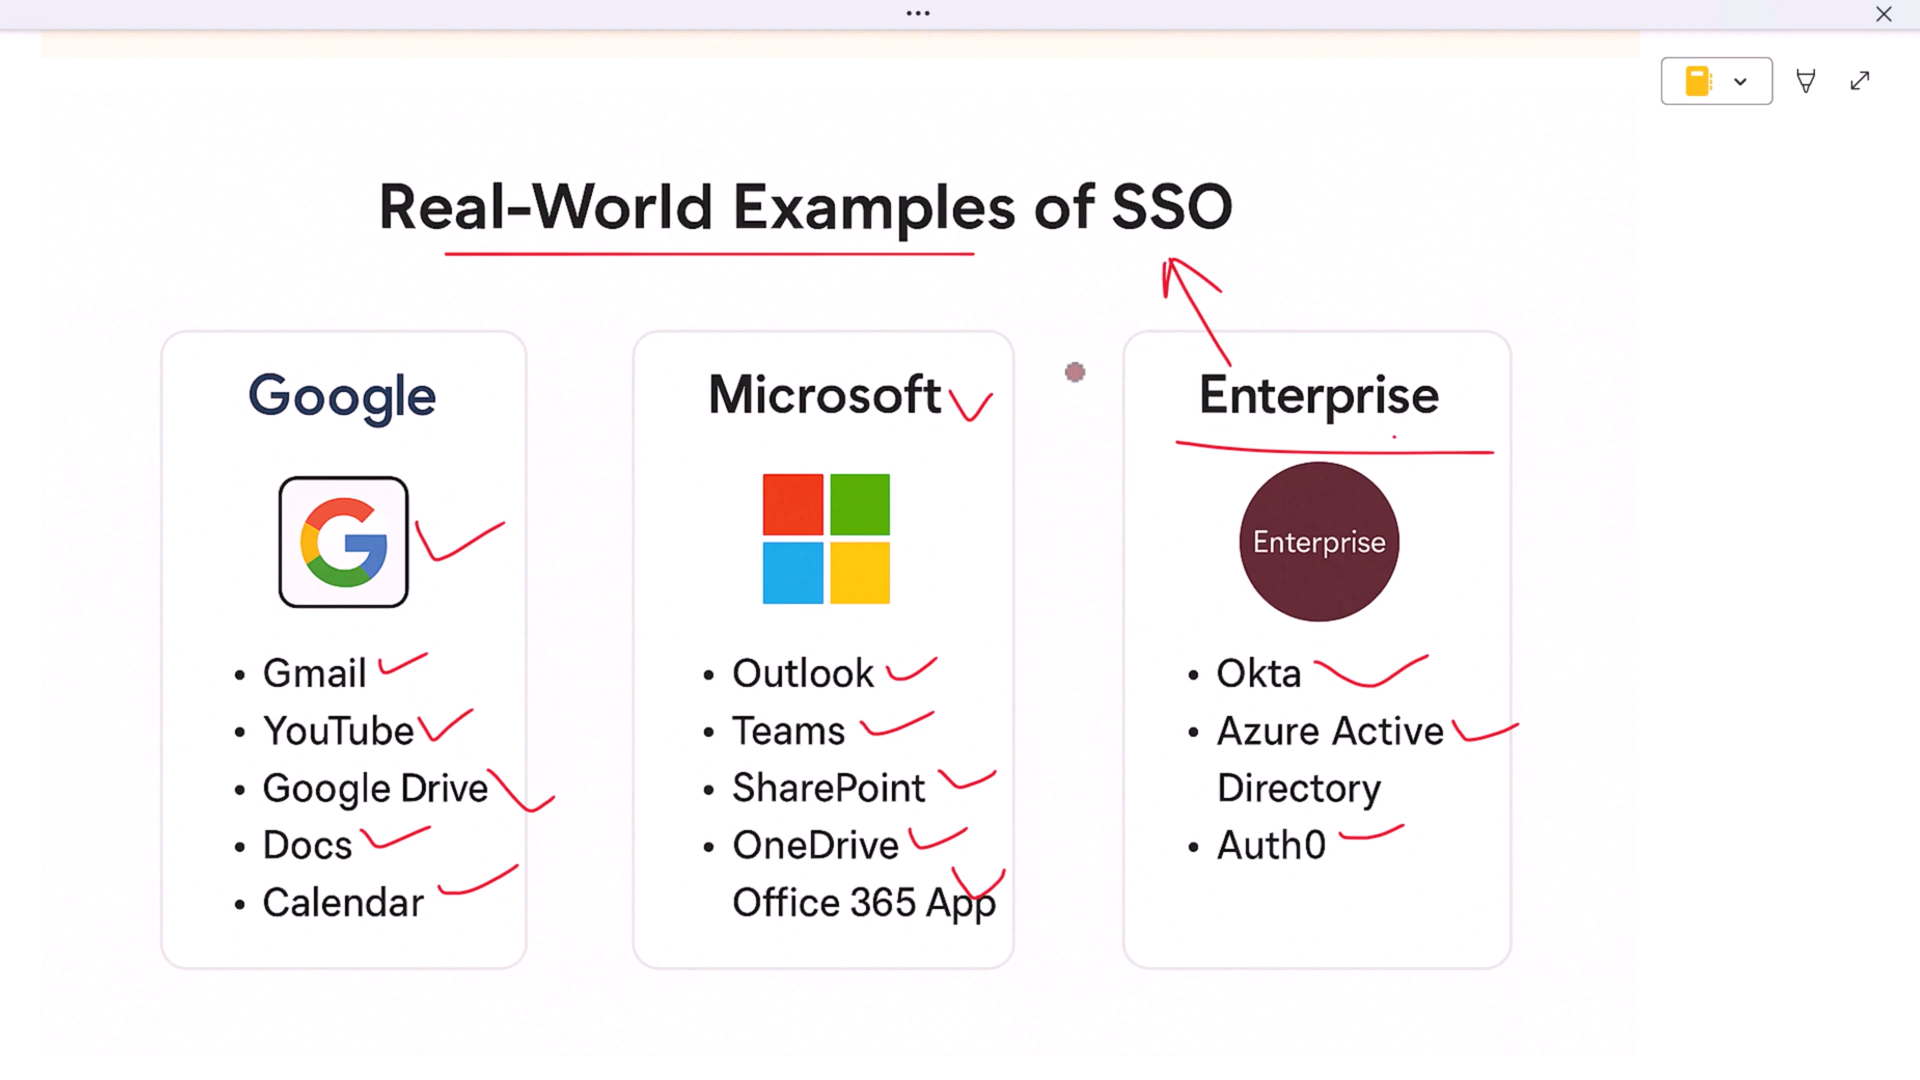 Real-World Examples of SSO
Google
• Gmail
• YouTube
• Google Drive
• Docs
• Calendar
Microsoft
• Outlook
• Teams
• SharePoint
• OneDrive
Office 365 App
Enterprise
Enterprise
• Okta
• Azure Active
Directory
• Auth0